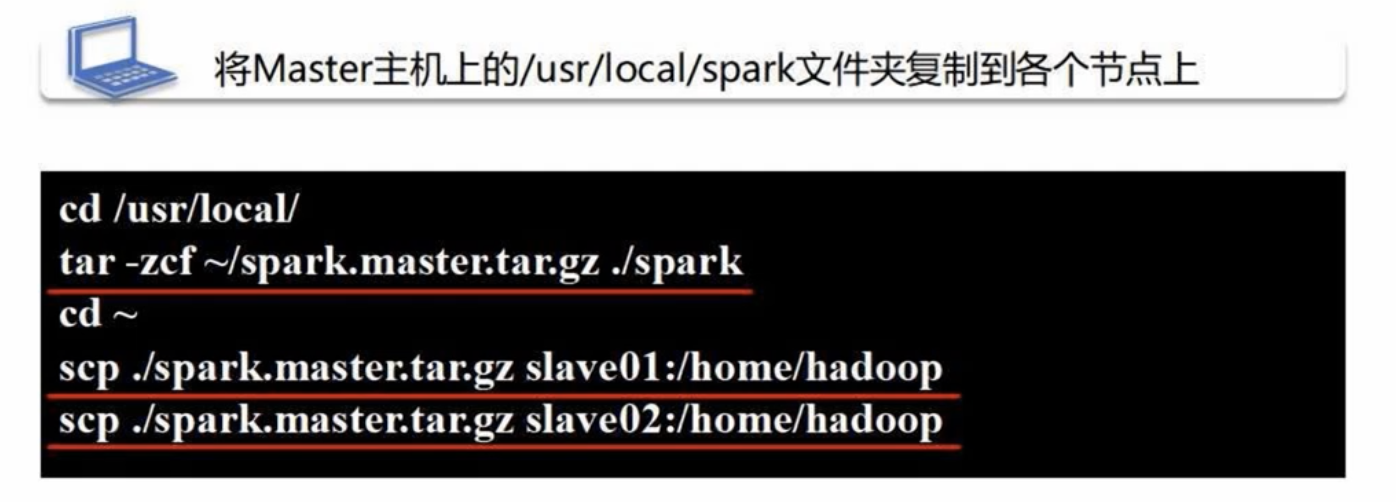 将Master主机上的/usr/local/spark文件夹复制到各个节点上
cd /usr/local/
tar -zcf ~/spark.master.tar.gz ./spark
cd ~
scp ./spark.master.tar.gz slave01:/home/hadoop
scp ./spark.master.tar.gz slave02:/home/hadoop